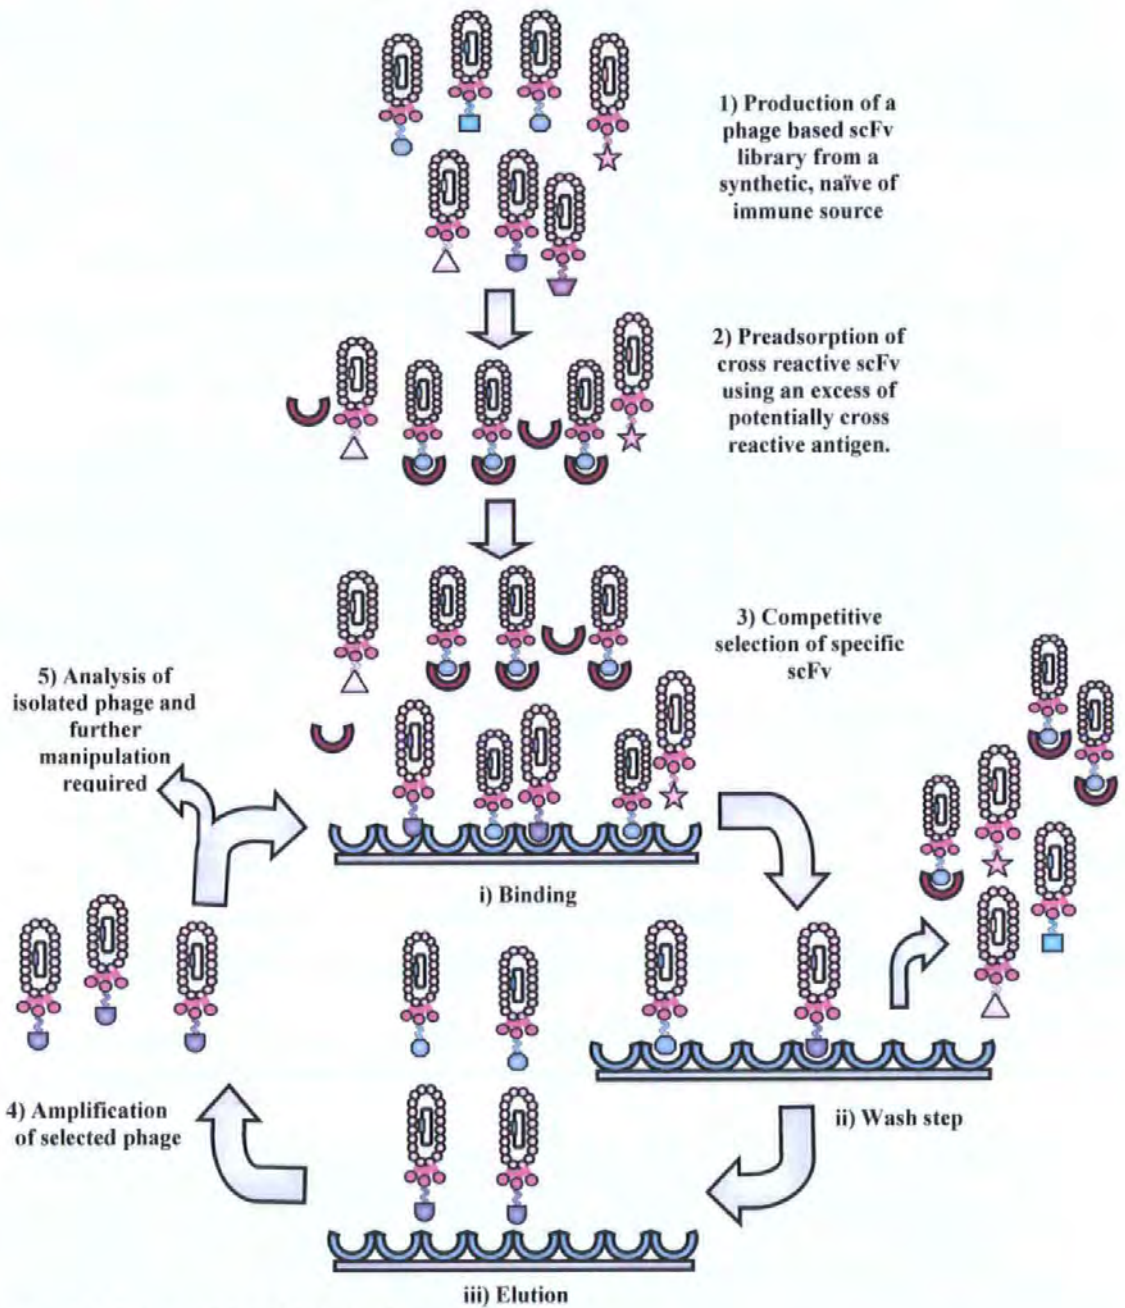 1) Production of a
phage based scFv
library from a
synthetic, naïve of
immune source
2) Preadsorption of
cross reactive scFv
using an excess of
potentially cross
reactive antigen.
3) Competitive
selection of specific
scFv
5) Analysis of
isolated phage and
further
manipulation
required
i) Binding
4) Amplification
of selected phage
ii) Wash step
iii) Elution